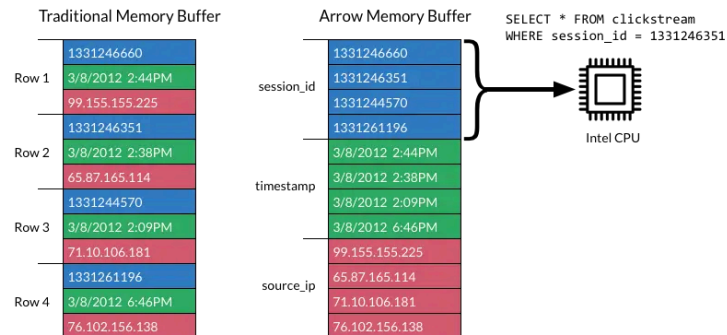 Traditional Memory Buffer
Row 1
1331246660
3/8/2012 2:44PM
99.155.155.225
Row 2
1331246351
3/8/2012 2:38PM
65.87.165.114
Row 3
1331244570
3/8/2012 2:09PM
71.10.106.181
Row 4
1331261196
3/8/2012 6:46PM
76.102.156.138
Arrow Memory Buffer
session_id
1331246660
1331246351
1331244570
1331261196
timestamp
3/8/2012 2:44PM
3/8/2012 2:38PM
3/8/2012 2:09PM
3/8/2012 6:46PM
source_ip
99.155.155.225
65.87.165.114
71.10.106.181
76.102.156.138
SELECT * FROM clickstream
WHERE session_id = 1331246351
Intel CPU